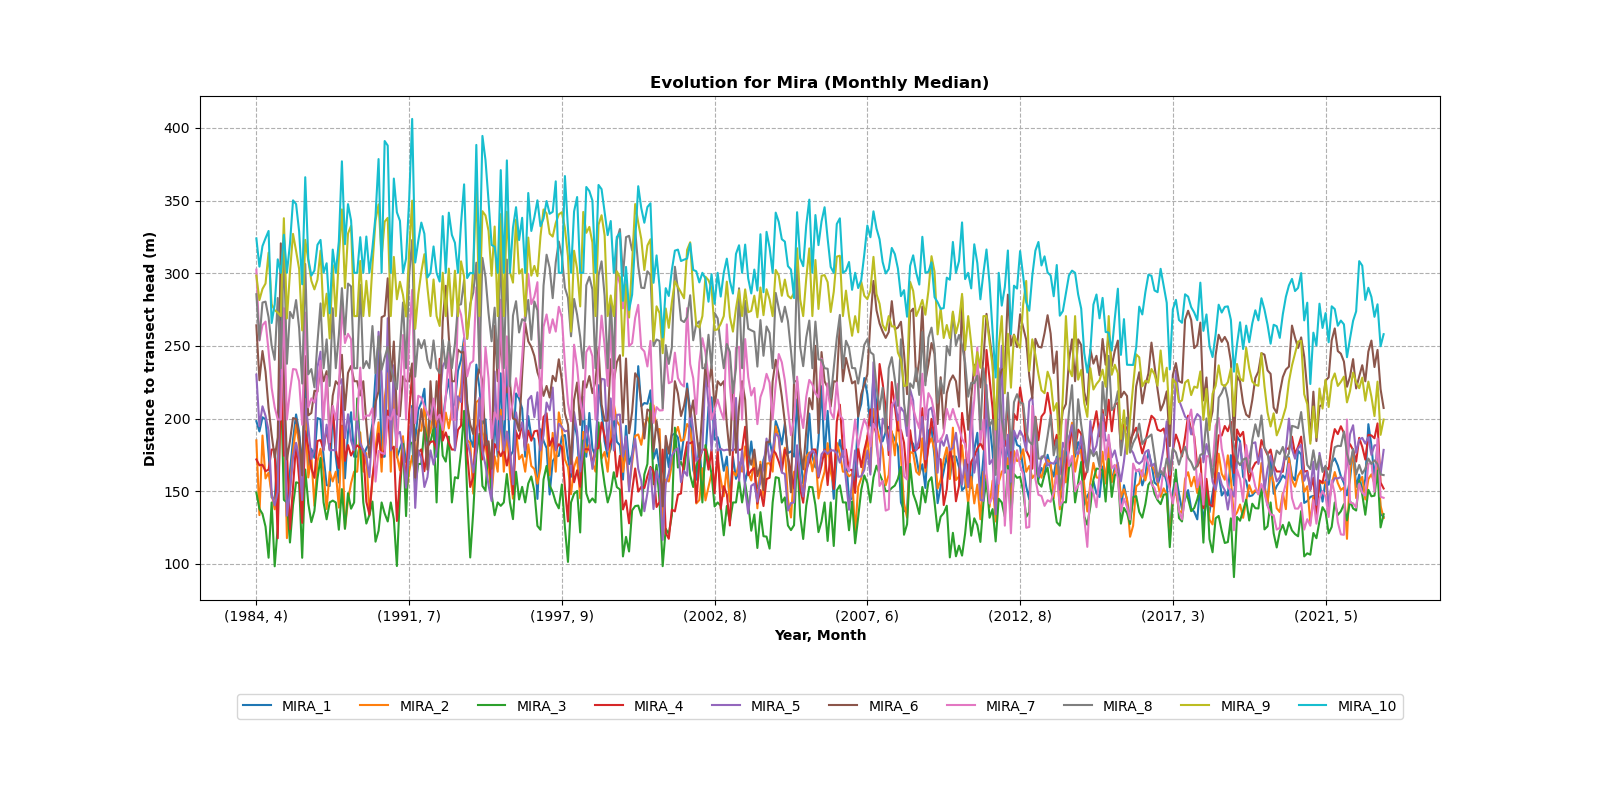 Evolution for Mira (Monthly Median)
Distance to transect head (m)
400
350
300
250
200
150
100
(1984, 4) (1991, 7) (1997, 9) (2002, 8) (2007, 6) (2012, 8) (2017, 3) (2021, 5)
Year, Month
MIRA_1 MIRA_2 MIRA_3 MIRA_4 MIRA_5 MIRA_6 MIRA_7 MIRA_8 MIRA_9 MIRA_10